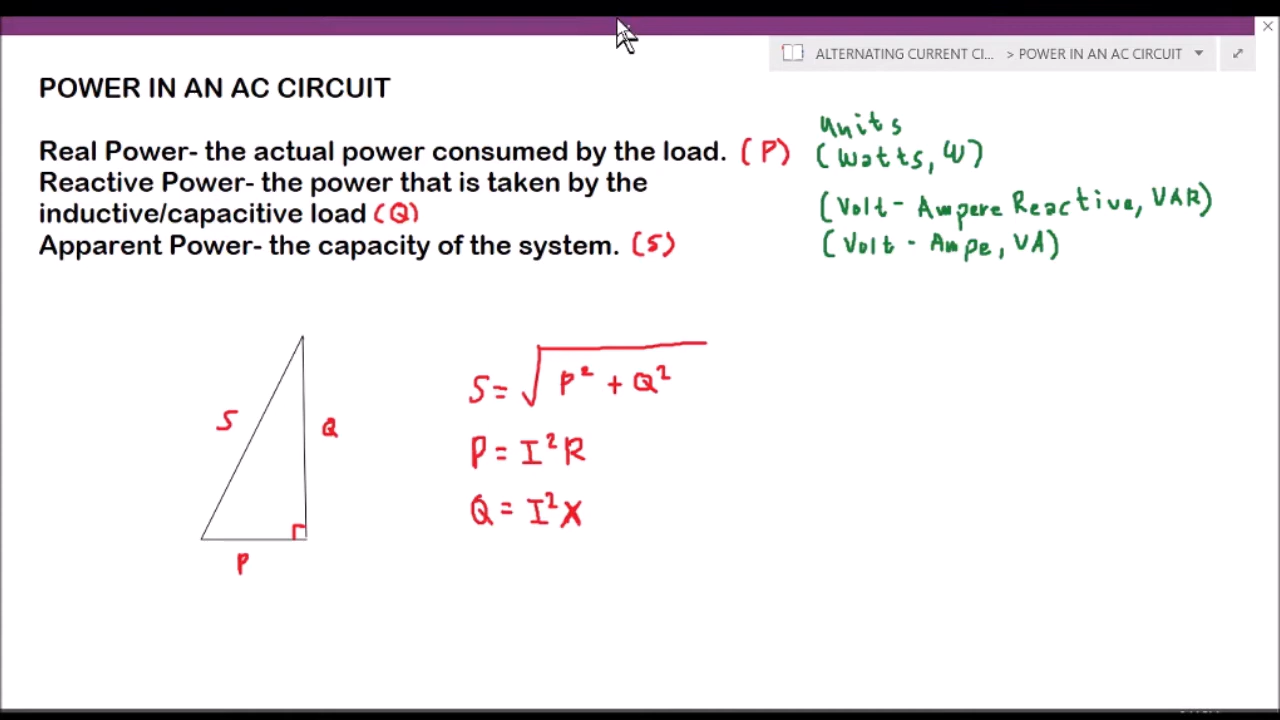 ALTERNATING CURRENT CI... > POWER IN AN AC CIRCUIT
POWER IN AN AC CIRCUIT
Units
Real Power- the actual power consumed by the load. (P) (Watts, W)
Reactive Power- the power that is taken by the
inductive/capacitive load (Q) (Volt - Ampere Reactive, VAR)
Apparent Power- the capacity of the system. (S) (Volt - Ampe, VA)
S = √P² + Q²
S
Q
P = I²R
Q = I²X
P